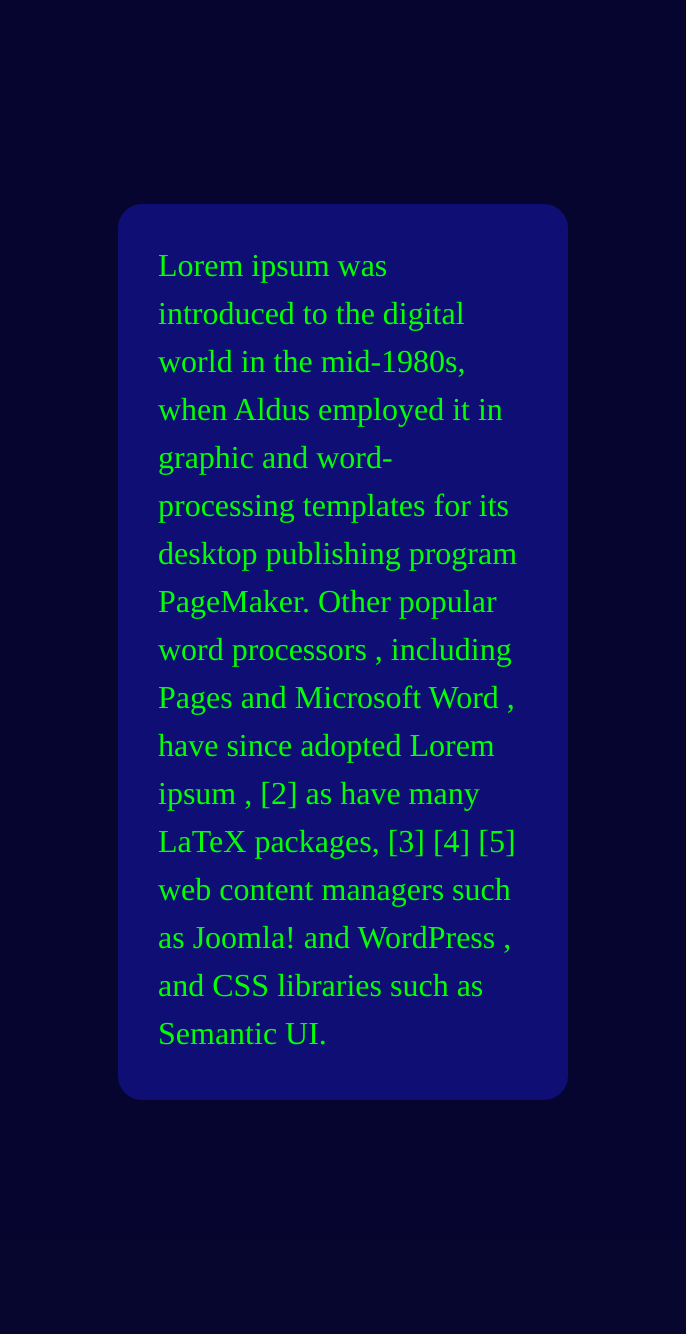 Lorem ipsum was
introduced to the digital
world in the mid-1980s,
when Aldus employed it in
graphic and word-
processing templates for its
desktop publishing program
PageMaker. Other popular
word processors , including
Pages and Microsoft Word ,
have since adopted Lorem
ipsum , [2] as have many
LaTeX packages, [3] [4] [5]
web content managers such
as Joomla! and WordPress ,
and CSS libraries such as
Semantic UI.